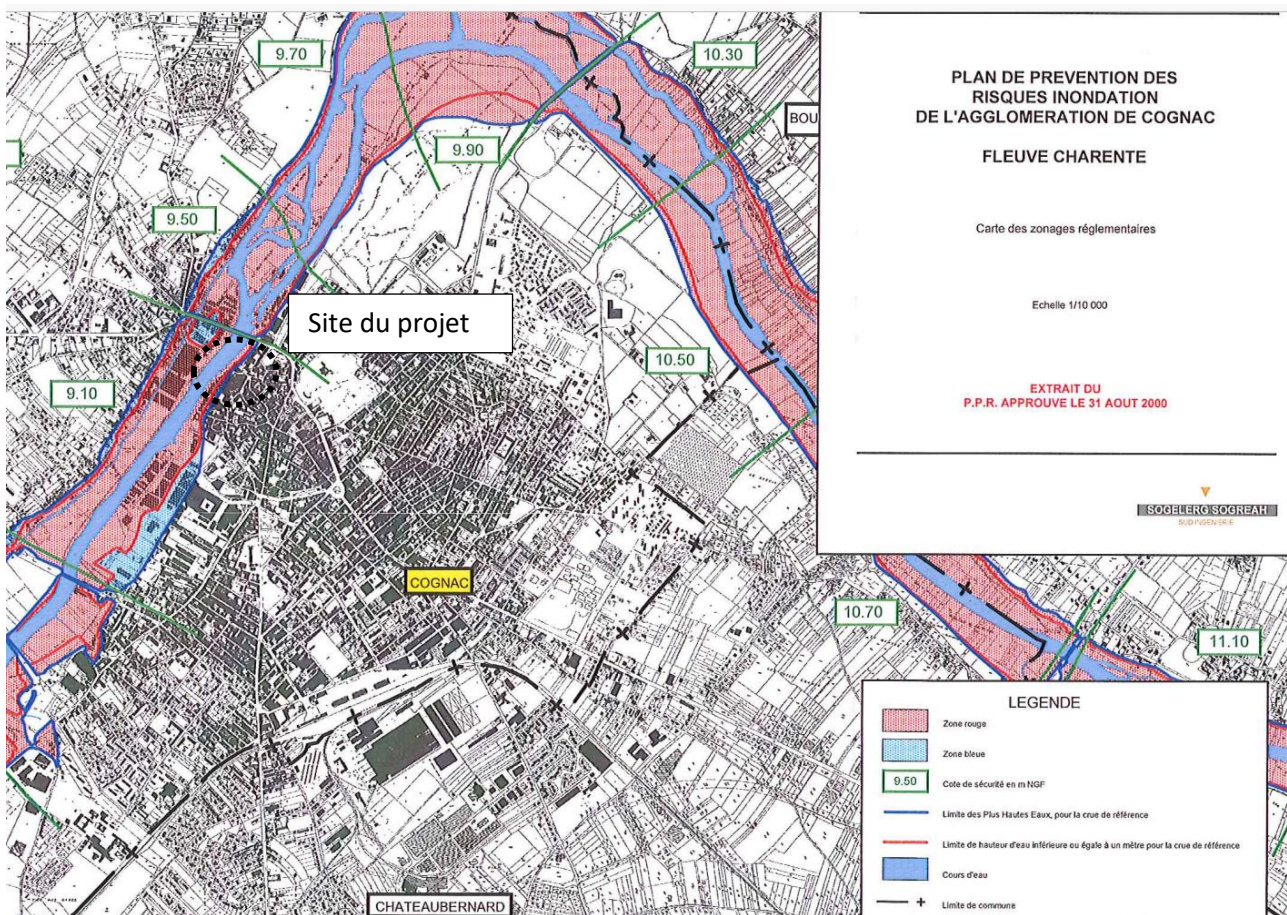 9.70
10.30
BOU
9.90
9.50
Site du projet
9.10
10.50
COGNAC
10.70
11.10
CHATEAUBERNARD
PLAN DE PREVENTION DES
RISQUES INONDATION
DE L'AGGLOMERATION DE COGNAC
FLEUVE CHARENTE
Carte des zonages réglementaires
Echelle 1/10 000
EXTRAIT DU
P.P.R. APPROUVE LE 31 AOUT 2000
SOGELERG SOGREAH
SUD INGENIERIE
LEGENDE
Zone rouge
Zone bleue
9.50 Cote de sécurité en m NGF
Limite des Plus Hautes Eaux, pour la crue de référence
Limite de hauteur d'eau inférieure ou égale à un mètre pour la crue de référence
Cours d'eau
Limite de commune